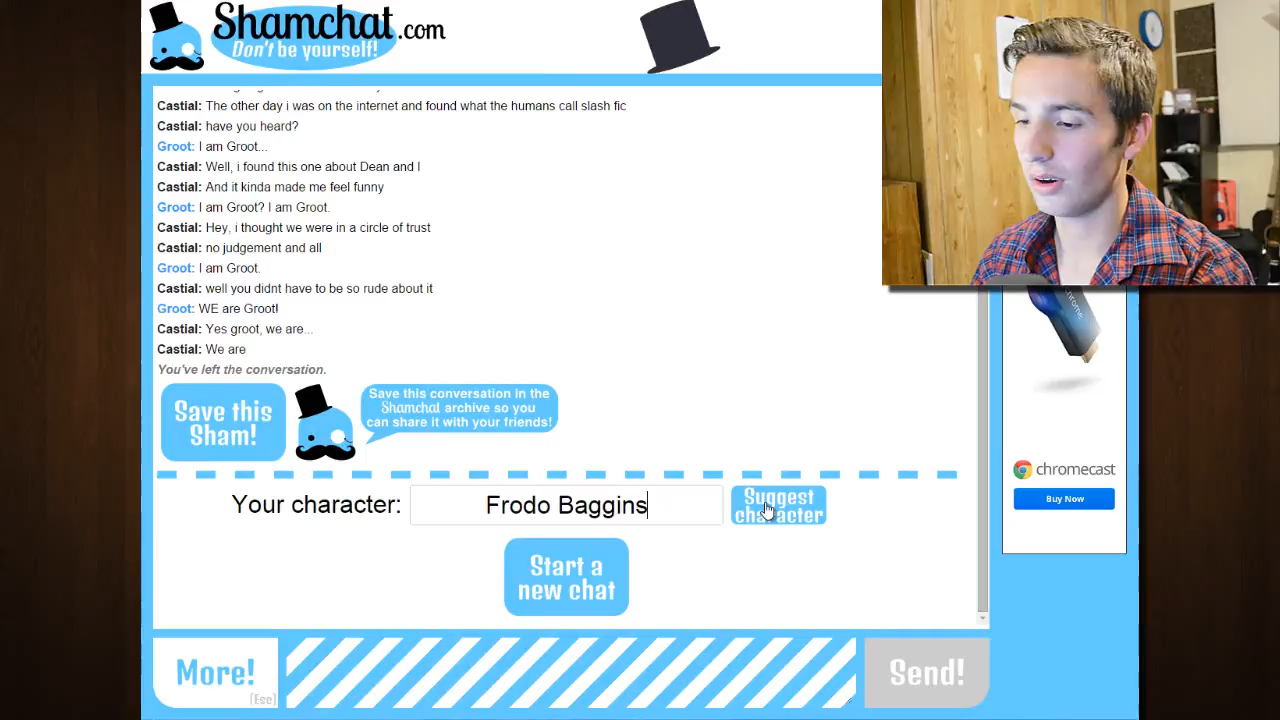 Shamchat.com
Don't be yourself!
Castial: The other day i was on the internet and found what the humans call slash fic
Castial: have you heard?
Groot: I am Groot...
Castial: Well, i found this one about Dean and I
Castial: And it kinda made me feel funny
Groot: I am Groot? I am Groot.
Castial: Hey, i thought we were in a circle of trust
Castial: no judgement and all
Groot: I am Groot.
Castial: well you didnt have to be so rude about it
Groot: WE are Groot!
Castial: Yes groot, we are...
Castial: We are
You've left the conversation.
Save this
Sham!
Save this conversation in the
Shamchat archive so you
can share it with your friends!
Your character: Frodo Baggins
Suggest
character
Start a
new chat
More!
(Esc)
Send!
chrome
chromecast
Buy Now